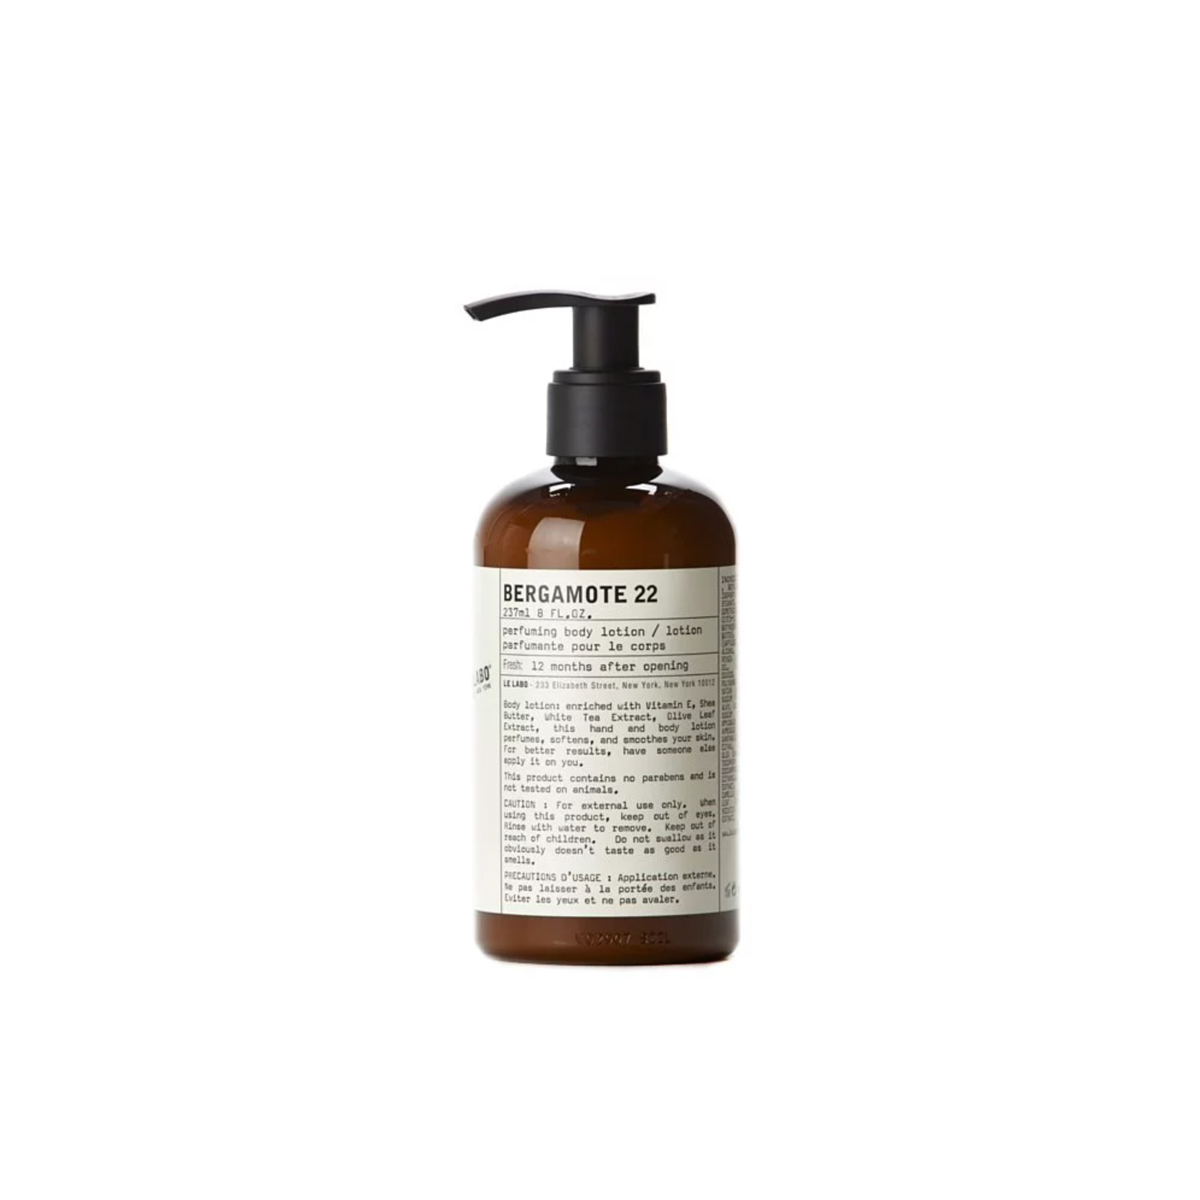 BERGAMOTE 22
237ml 8 FL.OZ.
perfuming body lotion / lotion
parfumante pour le corps
Fresh: 12 months after opening
LE LABO - 233 Elizabeth Street, New York, New York 10012
Body lotion: enriched with Vitamin E, Shea
Butter, White Tea Extract, Olive Leaf
Extract, this hand and body lotion
perfumes, softens, and smoothes your skin.
For better results, have someone else
apply it on you.
This product contains no parabens and is
not tested on animals.
CAUTION : For external use only. When
using this product, keep out of eyes.
Rinse with water to remove. Keep out of
reach of children. Do not swallow as it
obviously doesn't taste as good as it
smells.
PRECAUTIONS D'USAGE : Application externe.
Ne pas laisser à la portée des enfants.
Eviter les yeux et ne pas avaler.